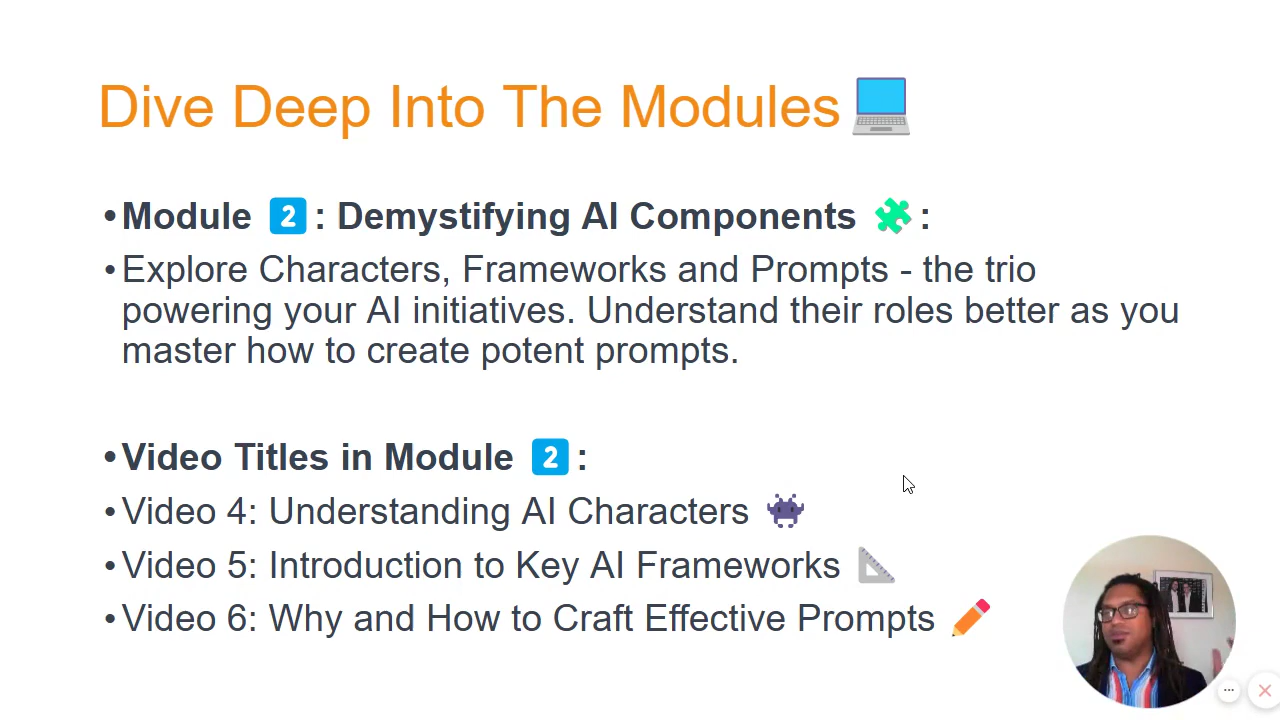 Dive Deep Into The Modules💻
•Module 2️⃣: Demystifying AI Components 🧩:
•Explore Characters, Frameworks and Prompts - the trio
powering your AI initiatives. Understand their roles better as you
master how to create potent prompts.
•Video Titles in Module 2️⃣:
•Video 4: Understanding AI Characters 👾
•Video 5: Introduction to Key AI Frameworks 📐
•Video 6: Why and How to Craft Effective Prompts ✏️